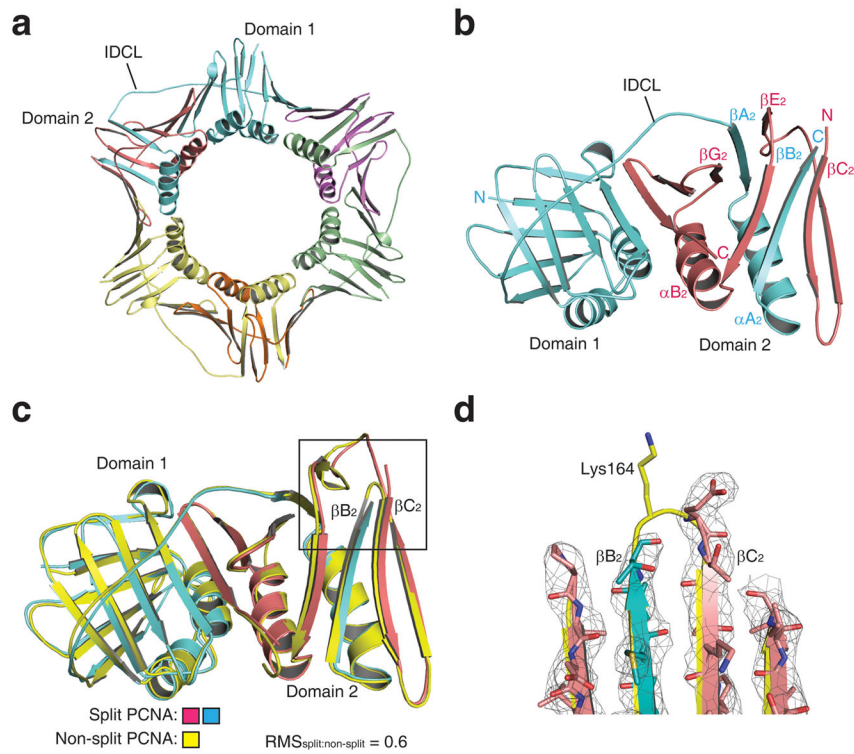 a
Domain 1
IDCL
Domain 2
b
IDCL
βA2
βE2
N
βB2
C
βG2
βC2
N
C
αB2
αA2
Domain 1
Domain 2
c
Domain 1
βB2
βC2
Domain 2
Split PCNA:
Non-split PCNA:
RMSsplit:non-split = 0.6
d
Lys164
βB2
βC2